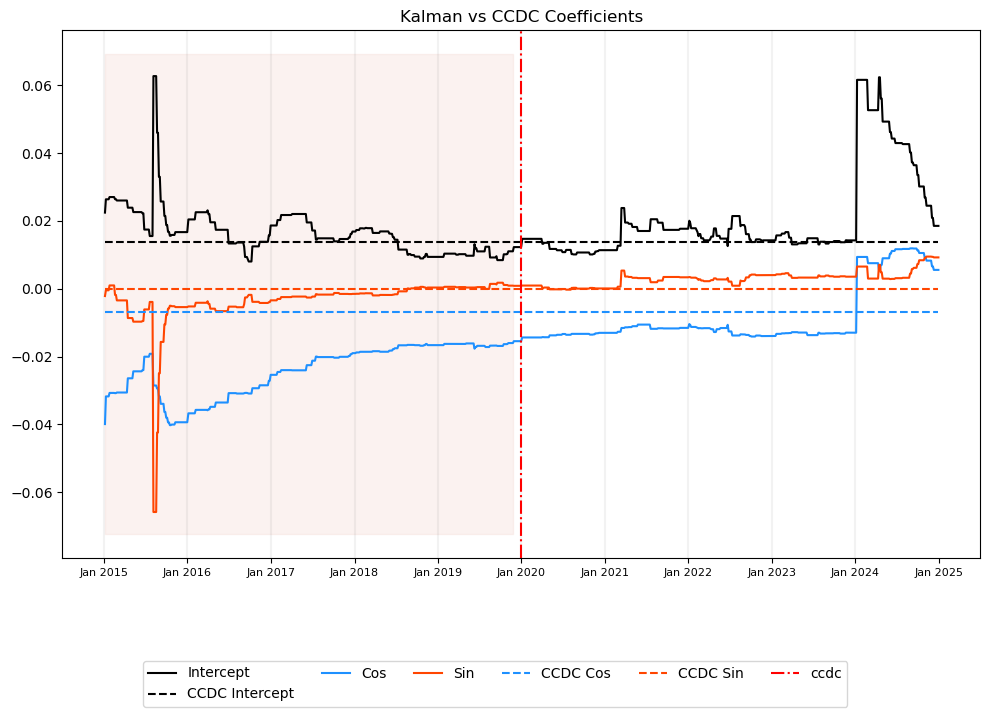 Kalman vs CCDC Coefficients
0.06
0.04
0.02
0.00
−0.02
−0.04
−0.06
Jan 2015 Jan 2016 Jan 2017 Jan 2018 Jan 2019 Jan 2020 Jan 2021 Jan 2022 Jan 2023 Jan 2024 Jan 2025
Intercept Cos Sin CCDC Cos CCDC Sin ccdc
CCDC Intercept